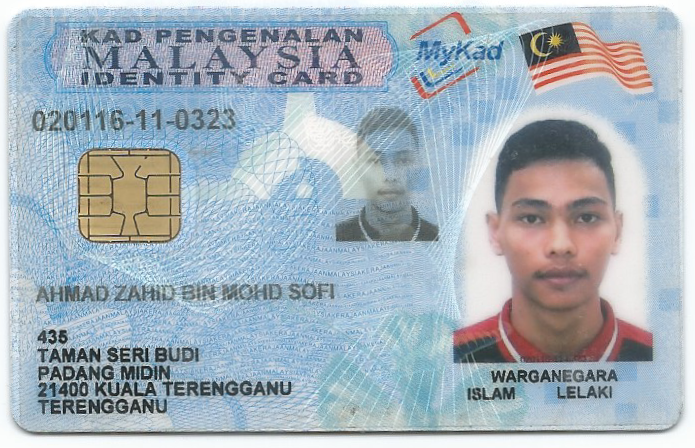 KAD PENGENALAN
MALAYSIA
IDENTITY CARD
MyKad
020116-11-0323
AHMAD ZAHID BIN MOHD SOFI
435
TAMAN SERI BUDI
PADANG MIDIN
21400 KUALA TERENGGANU
TERENGGANU
WARGANEGARA
ISLAM LELAKI